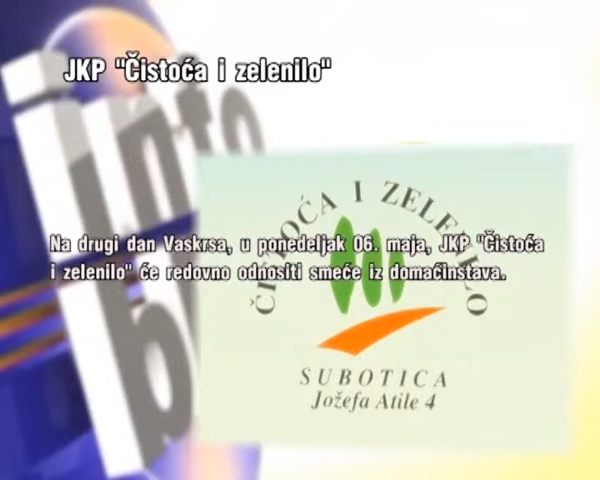 JKP "Čistoća i zelenilo"
info
ČISTOĆA I ZELENILO
Na drugi dan Vaskrsa, u ponedeljak 06. maja, JKP "Čistoća
i zelenilo" će redovno odnositi smeće iz domaćinstava.
SUBOTICA
Jožefa Atile 4